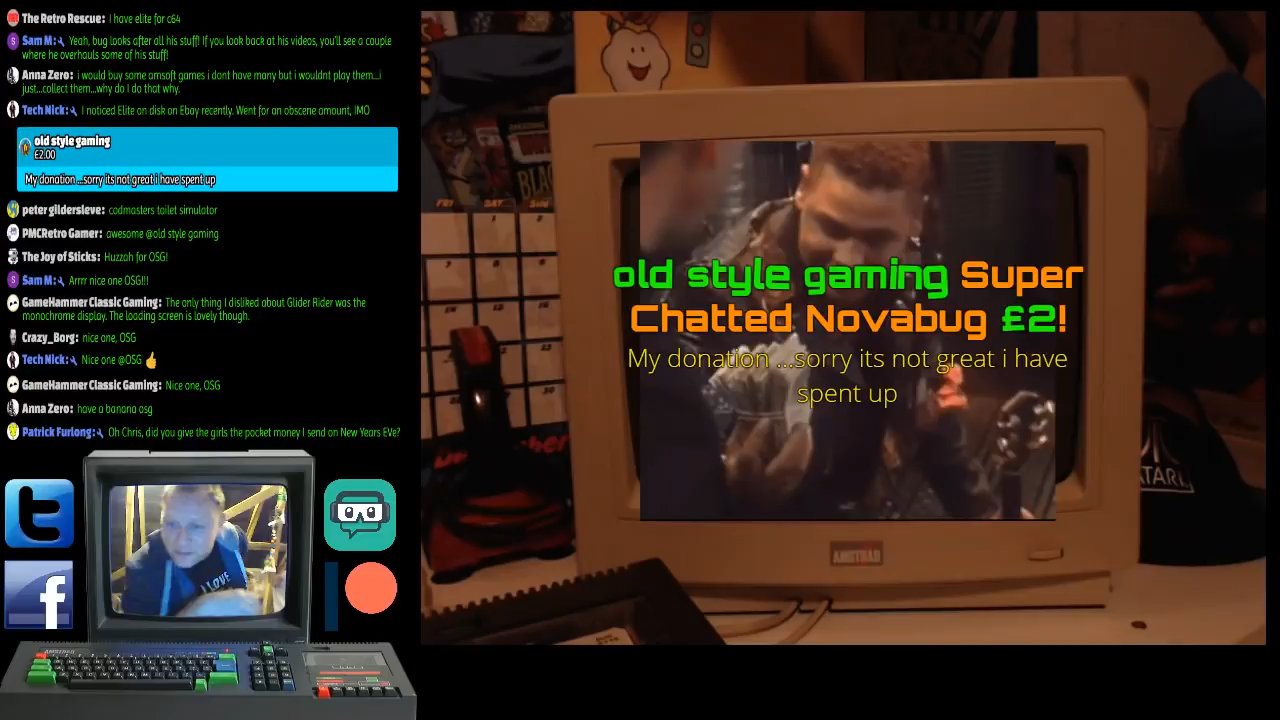 The Retro Rescue: I have elite for c64
Sam M: Yeah, bug looks after all his stuff! If you look back at his videos, you'll see a couple
where he overhauls some of his stuff!
Anna Zero: i would buy some amsoft games i dont have many but i wouldnt play them...i
just...collect them...why do I do that why.
Tech Nick: I noticed Elite on disk on Ebay recently. Went for an obscene amount, IMO
old style gaming
£2.00
My donation ...sorry its not great i have spent up
peter gildersleve: codmasters toilet simulator
PMCRetro Gamer: awesome @old style gaming
The Joy of Sticks: Huzzah for OSG!
Sam M: Arrrr nice one OSG!!!
GameHammer Classic Gaming: The only thing I disliked about Glider Rider was the
monochrome display. The loading screen is lovely though.
Crazy_Borg: nice one, OSG
Tech Nick: Nice one @OSG 👍
GameHammer Classic Gaming: Nice one, OSG
Anna Zero: have a banana osg
Patrick Furlong: Oh Chris, did you give the girls the pocket money I send on New Years EVe?
I LOVE
AMSTRAD
FRI
old style gaming Super
Chatted Novabug £2!
My donation ...sorry its not great i have
spent up
AMSTRAD
ATARI